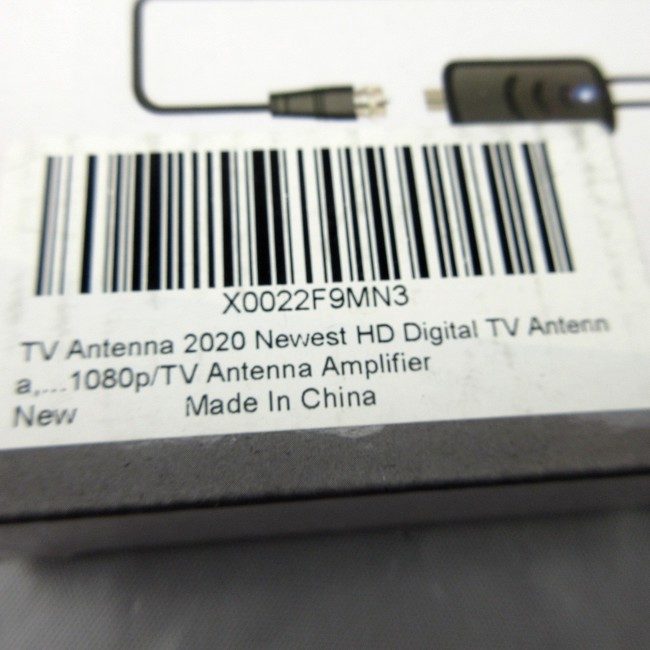 X0022F9MN3
TV Antenna 2020 Newest HD Digital TV Antenn
a,...1080p/TV Antenna Amplifier
New Made In China